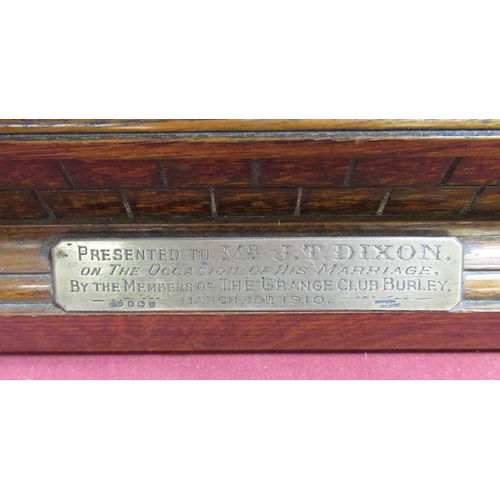 PRESENTED TO Mr J.T. DIXON.
ON THE OCCASION OF HIS MARRIAGE.
BY THE MEMBERS OF THE GRANGE CLUB BURLEY,
MARCH, 15th 1910.